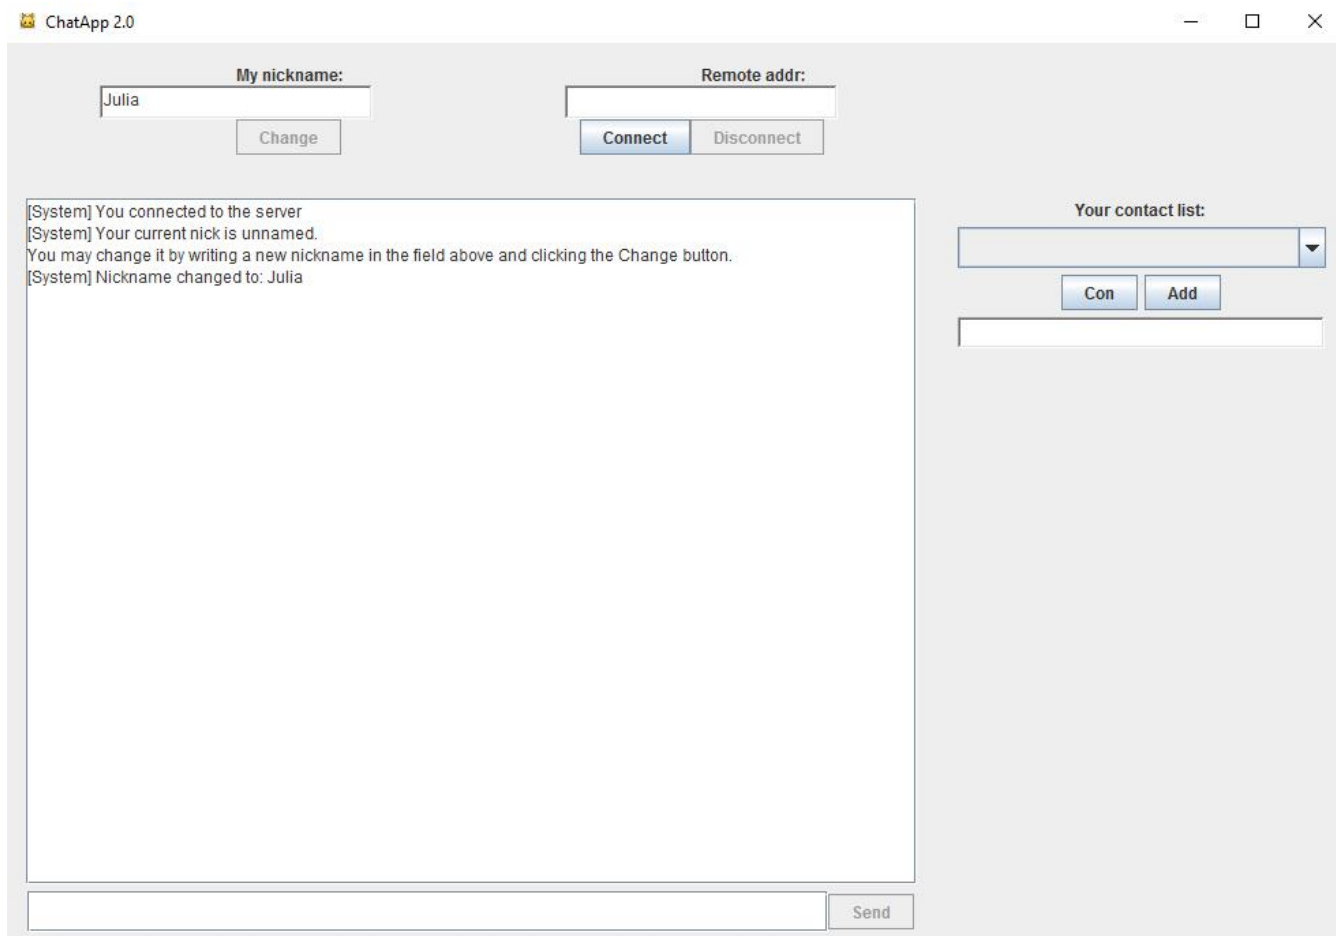 ChatApp 2.0
My nickname:
Remote addr:
Julia
Change
Connect
Disconnect
[System] You connected to the server
[System] Your current nick is unnamed.
You may change it by writing a new nickname in the field above and clicking the Change button.
[System] Nickname changed to: Julia
Your contact list:
Con
Add
Send